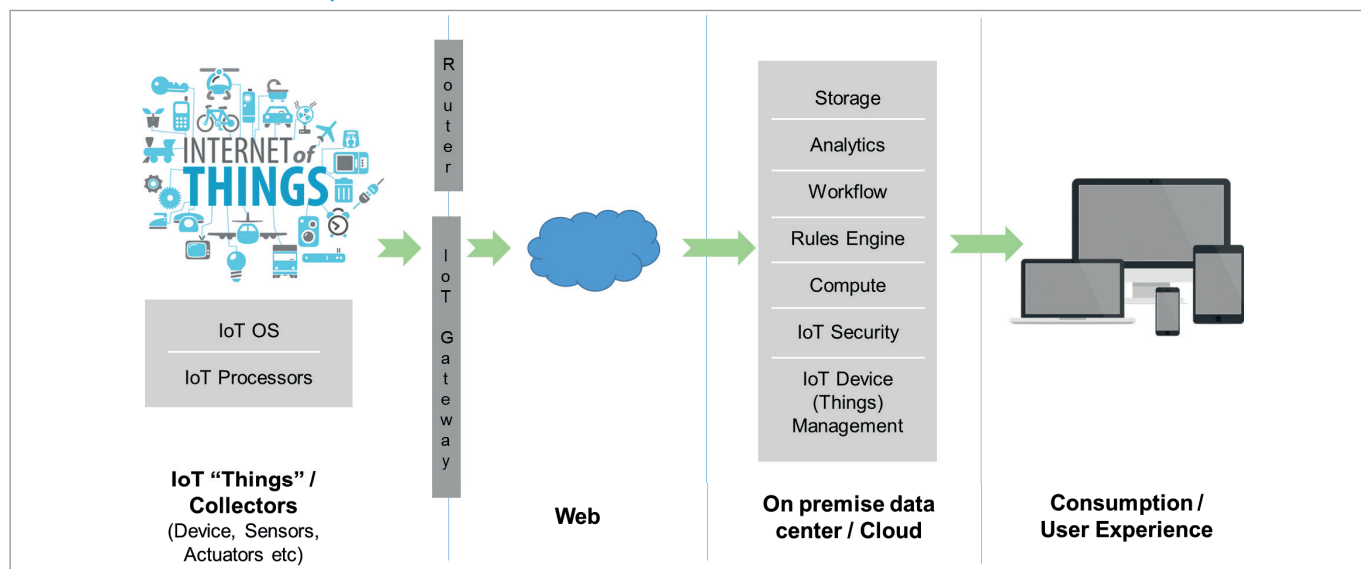 INTERNET of
THINGS
IoT OS
IoT Processors
IoT “Things” /
Collectors
(Device, Sensors,
Actuators etc)
Router
IoT Gateway
Web
Storage
Analytics
Workflow
Rules Engine
Compute
IoT Security
IoT Device
(Things)
Management
On premise data
center / Cloud
Consumption /
User Experience